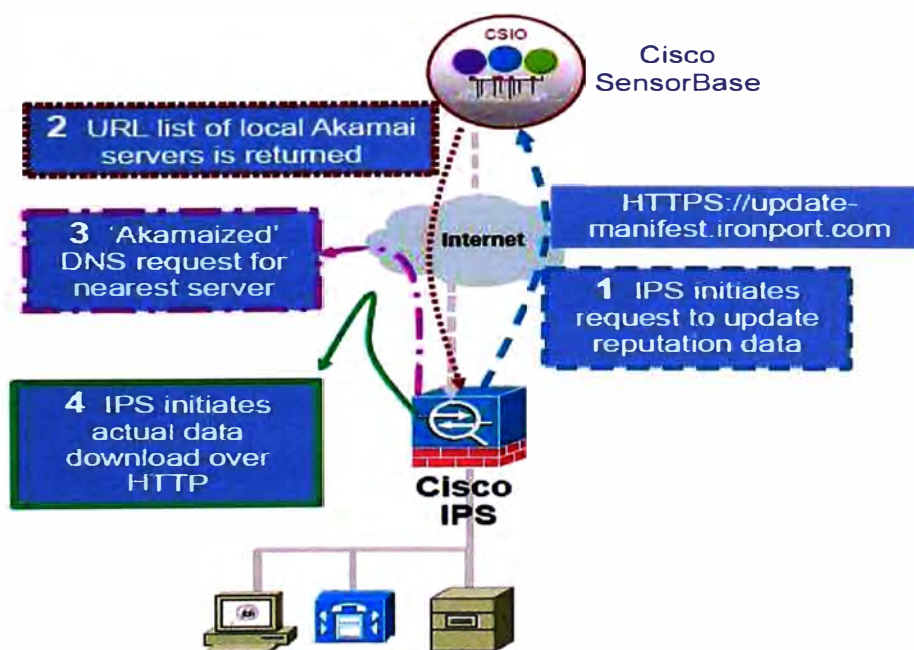 CSIO
Cisco
SensorBase
2 URL list of local Akamai
servers is returned
HTTPS://update-
manifest.ironport.com
3 'Akamaized'
DNS request for
nearest server
Internet
1 IPS initiates
request to update
reputation data
4 IPS initiates
actual data
download over
HTTP
Cisco
IPS